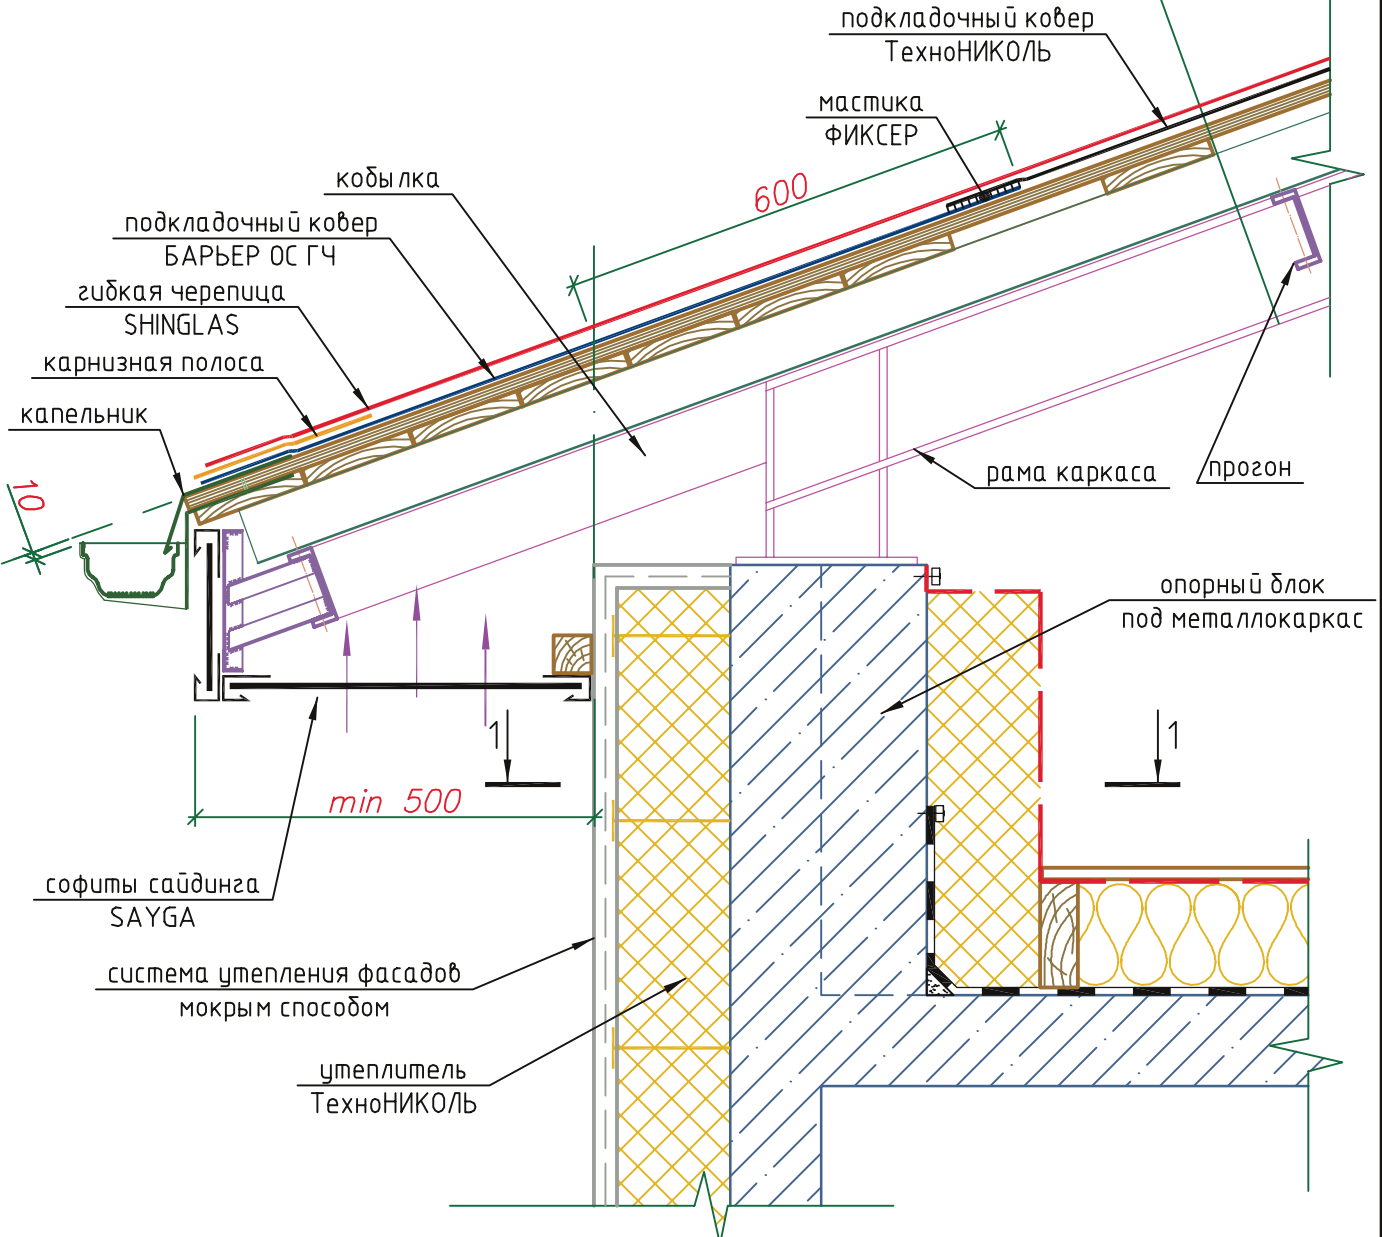 подкладочный ковер
ТехноНИКОЛЬ
мастика
ФИКСЕР
600
кобылка
подкладочный ковер
БАРЬЕР ОС ГЧ
гибкая черепица
SHINGLAS
карнизная полоса
капельник
10
рама каркаса
прогон
опорный блок
под металлокаркас
1
1
min 500
софиты сайдинга
SAYGA
система утепления фасадов
мокрым способом
утеплитель
ТехноНИКОЛЬ